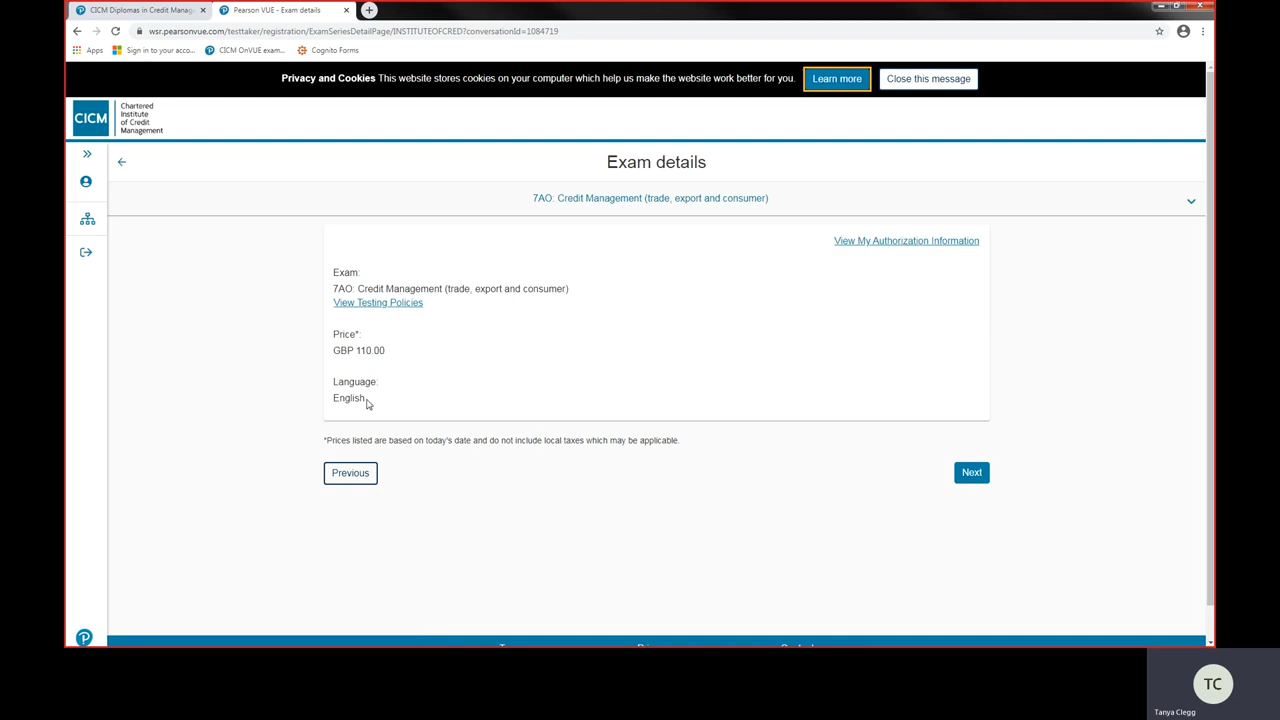 CICM Diplomas in Credit Manag
Pearson VUE - Exam details
wsr.pearsonvue.com/testtaker/registration/ExamSeriesDetailPage/INSTITUTEOFCRED?conversationId=1084719
Apps
Sign in to your acco...
CICM OnVUE exam...
Cognito Forms
Privacy and Cookies This website stores cookies on your computer which help us make the website work better for you.
Learn more
Close this message
CICM
Chartered
Institute
of Credit
Management
Exam details
7AO: Credit Management (trade, export and consumer)
View My Authorization Information
Exam:
7AO: Credit Management (trade, export and consumer)
View Testing Policies
Price*:
GBP 110.00
Language:
English
*Prices listed are based on today's date and do not include local taxes which may be applicable.
Previous
Next
TC
Tanya Clegg